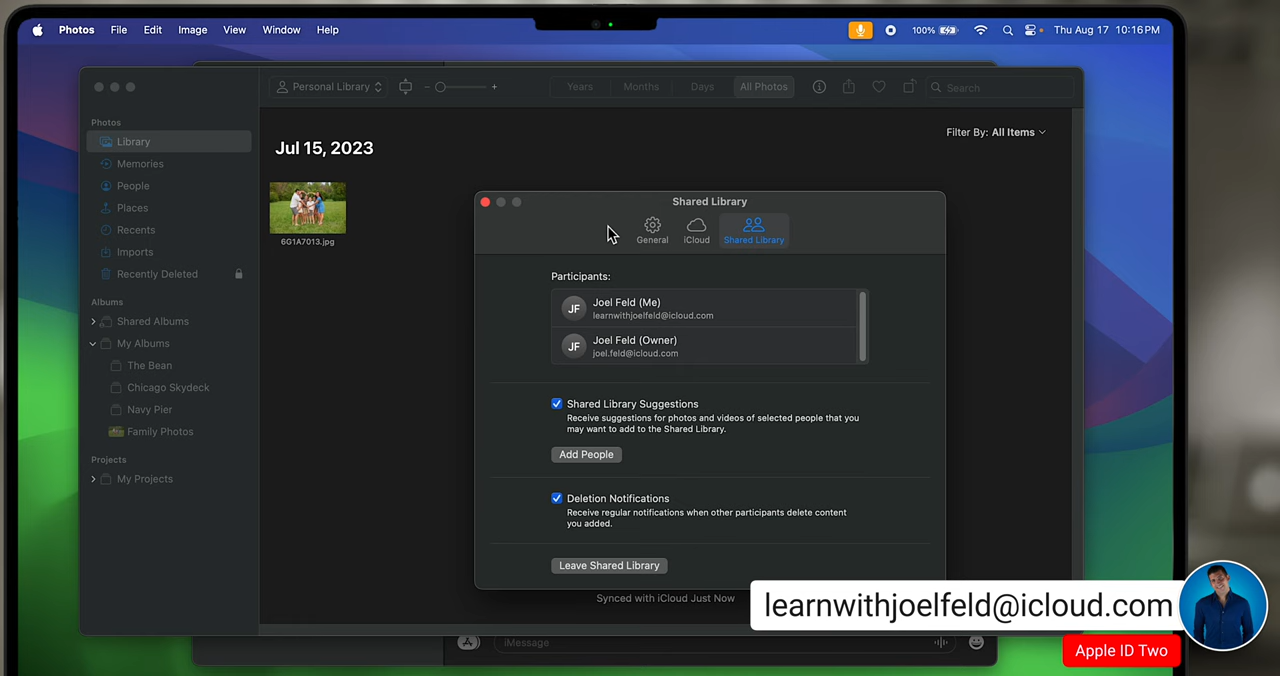 Photos File Edit Image View Window Help 100% Thu Aug 17 10:16PM
Personal Library − + Years Months Days All Photos Search
Photos
Library
Memories
People
Places
Recents
Imports
Recently Deleted
Albums
Shared Albums
My Albums
The Bean
Chicago Skydeck
Navy Pier
Family Photos
Projects
My Projects
Jul 15, 2023
Filter By: All Items
6G1A7013.jpg
Shared Library
General iCloud Shared Library
Participants:
JF
Joel Feld (Me)
learnwithjoelfeld@icloud.com
JF
Joel Feld (Owner)
joel.feld@icloud.com
Shared Library Suggestions
Receive suggestions for photos and videos of selected people that you
may want to add to the Shared Library.
Add People
Deletion Notifications
Receive regular notifications when other participants delete content
you added.
Leave Shared Library
Synced with iCloud Just Now
iMessage
learnwithjoelfeld@icloud.com
Apple ID Two